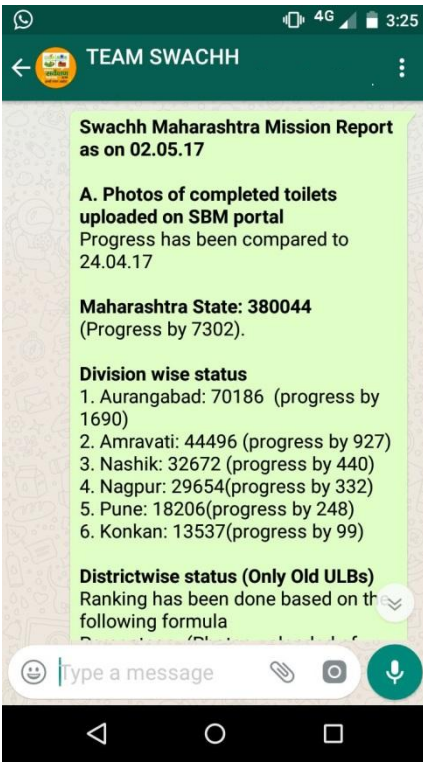 4G 3:25
TEAM SWACHH
Swachh Maharashtra Mission Report
as on 02.05.17
A. Photos of completed toilets
uploaded on SBM portal
Progress has been compared to
24.04.17
Maharashtra State: 380044
(Progress by 7302).
Division wise status
1. Aurangabad: 70186 (progress by
1690)
2. Amravati: 44496 (progress by 927)
3. Nashik: 32672 (progress by 440)
4. Nagpur: 29654(progress by 332)
5. Pune: 18206(progress by 248)
6. Konkan: 13537(progress by 99)
Districtwise status (Only Old ULBs)
Ranking has been done based on the
following formula
Type a message